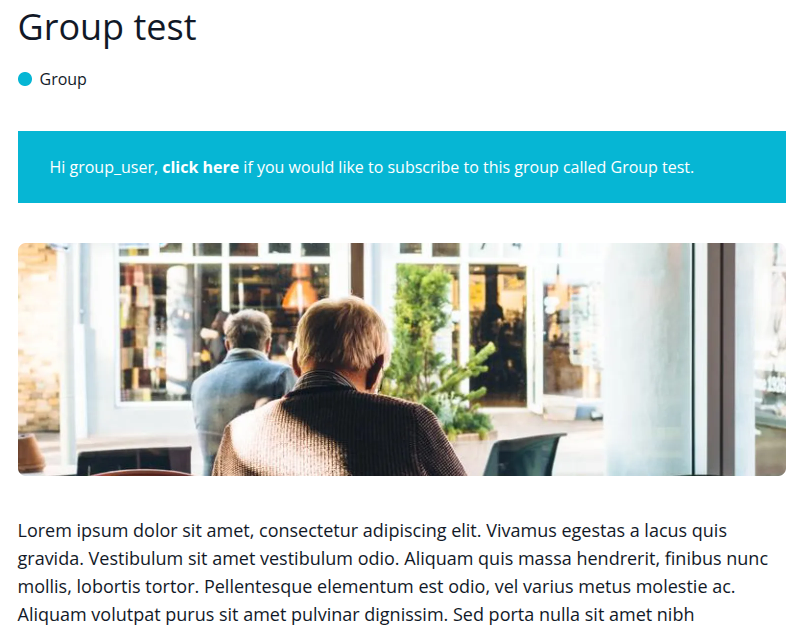 Group test
Group
Hi group_user, click here if you would like to subscribe to this group called Group test.
Lorem ipsum dolor sit amet, consectetur adipiscing elit. Vivamus egestas a lacus quis
gravida. Vestibulum sit amet vestibulum odio. Aliquam quis massa hendrerit, finibus nunc
mollis, lobortis tortor. Pellentesque elementum est odio, vel varius metus molestie ac.
Aliquam volutpat purus sit amet pulvinar dignissim. Sed porta nulla sit amet nibh